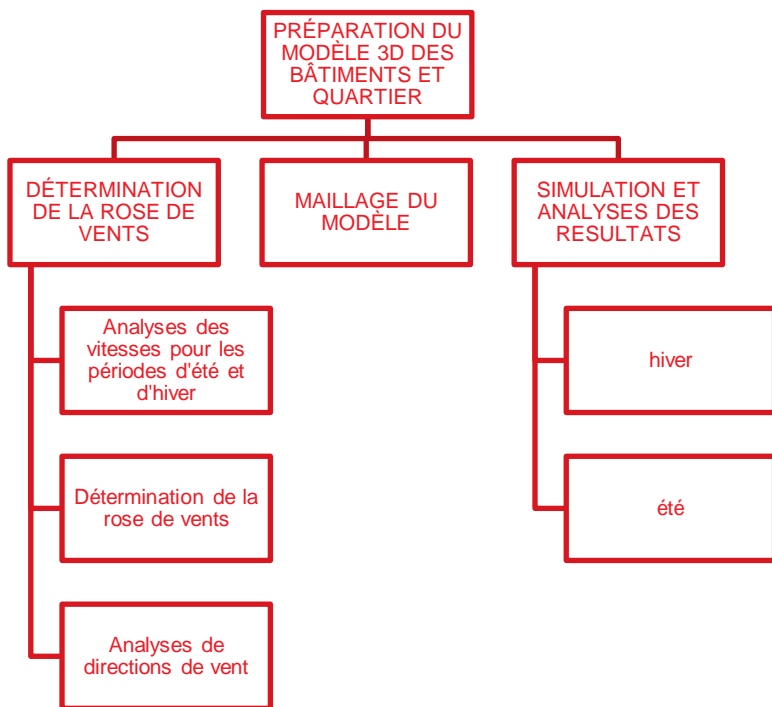 PRÉPARATION DU
MODÈLE 3D DES
BÂTIMENTS ET
QUARTIER
DÉTERMINATION
DE LA ROSE DE
VENTS
MAILLAGE DU
MODÈLE
SIMULATION ET
ANALYSES DES
RESULTATS
Analyses des
vitesses pour les
périodes d'été et
d'hiver
Détermination de la
rose de vents
Analyses de
directions de vent
hiver
été